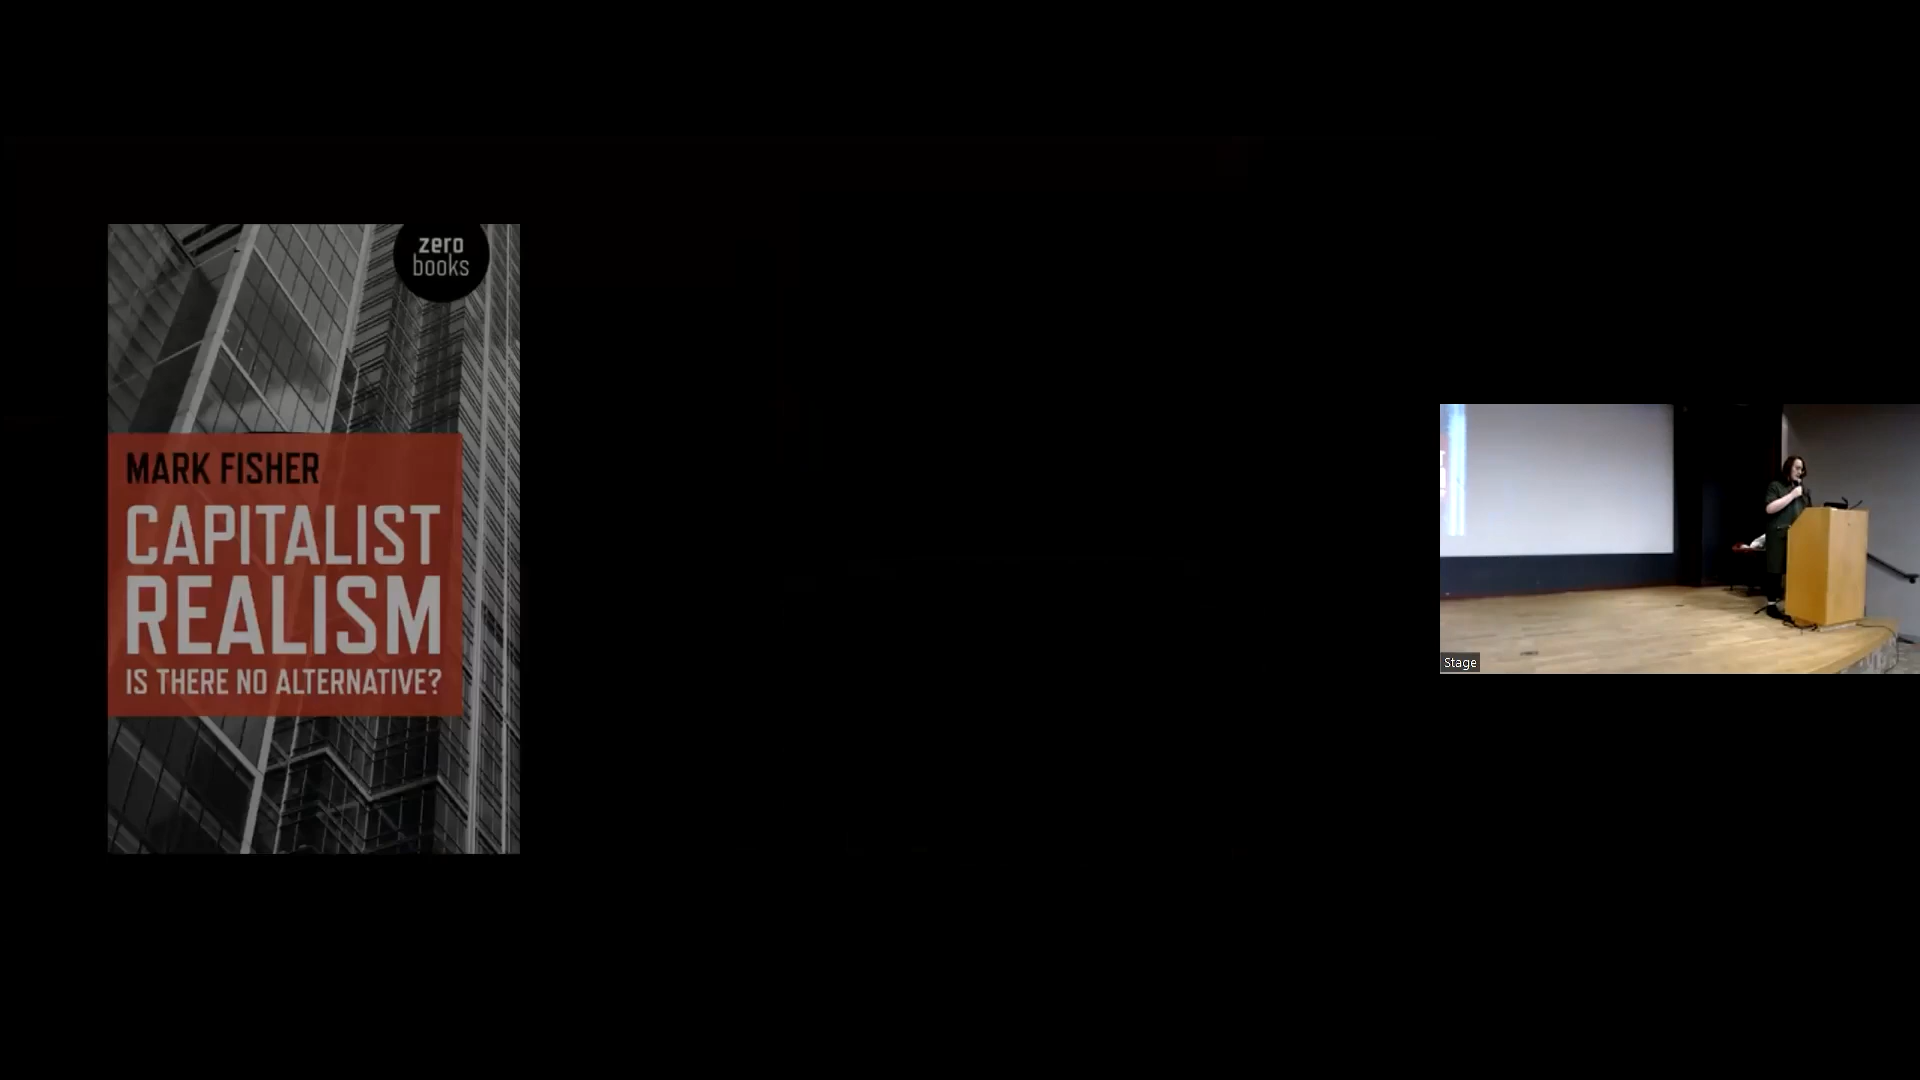 zero
books
MARK FISHER
CAPITALIST
REALISM
IS THERE NO ALTERNATIVE?
Stage